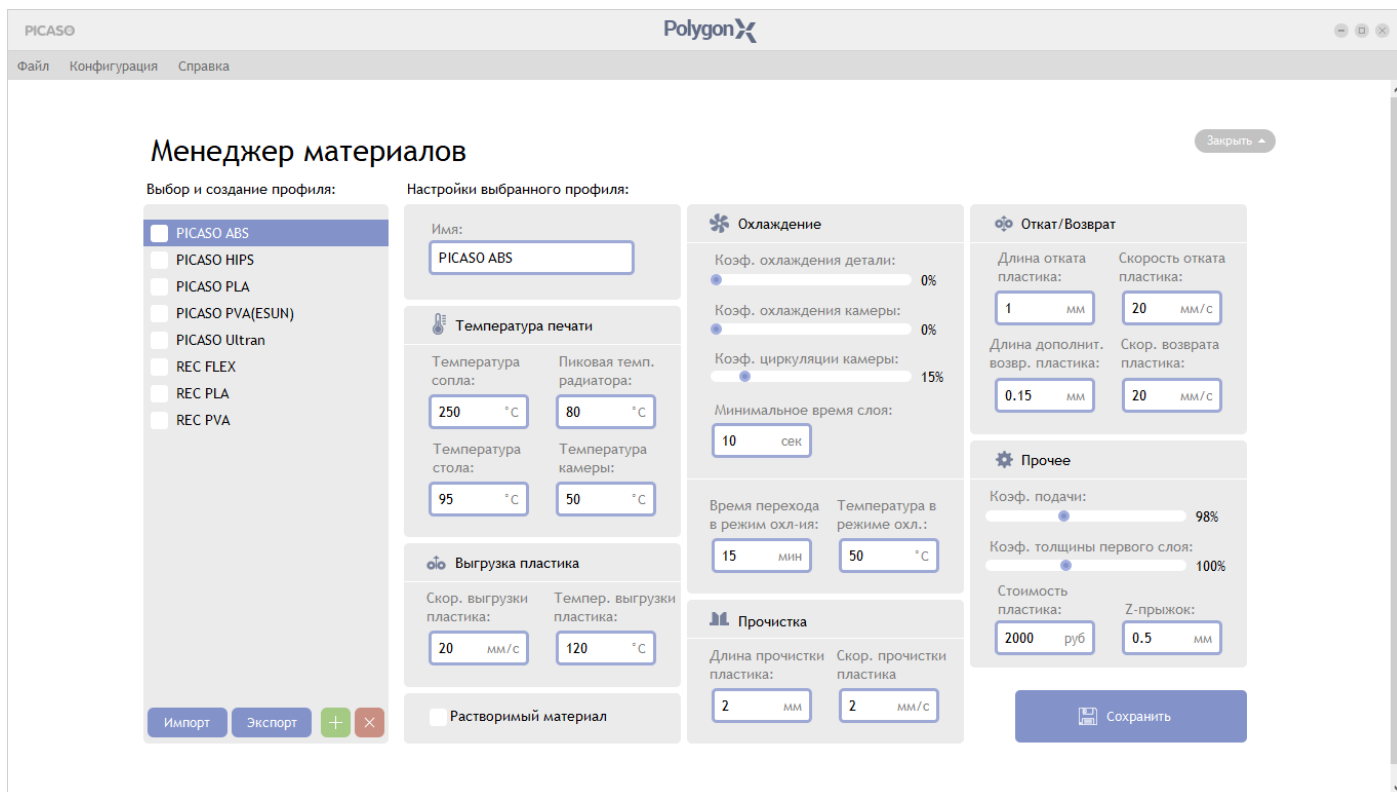 PICASO
PolygonX
Файл Конфигурация Справка
Менеджер материалов
Закрыть
Выбор и создание профиля:
Настройки выбранного профиля:
PICASO ABS
PICASO HIPS
PICASO PLA
PICASO PVA(ESUN)
PICASO Ultran
REC FLEX
REC PLA
REC PVA
Импорт
Экспорт
Имя:
PICASO ABS
Температура печати
Температура
сопла:
250 °C
Пиковая темп.
радиатора:
80 °C
Температура
стола:
95 °C
Температура
камеры:
50 °C
Выгрузка пластика
Скор. выгрузки
пластика:
20 мм/с
Темпер. выгрузки
пластика:
120 °C
Растворимый материал
Охлаждение
Коэф. охлаждения детали:
0%
Коэф. охлаждения камеры:
0%
Коэф. циркуляции камеры:
15%
Минимальное время слоя:
10 сек
Время перехода
в режим охл-ия:
15 мин
Температура в
режиме охл.:
50 °C
Прочистка
Длина прочистки
пластика:
2 мм
Скор. прочистки
пластика
2 мм/с
Откат/Возврат
Длина отката
пластика:
1 мм
Скорость отката
пластика:
20 мм/с
Длина дополнит.
возвр. пластика:
0.15 мм
Скор. возврата
пластика:
20 мм/с
Прочее
Коэф. подачи:
98%
Коэф. толщины первого слоя:
100%
Стоимость
пластика:
2000 руб
Z-прыжок:
0.5 мм
Сохранить